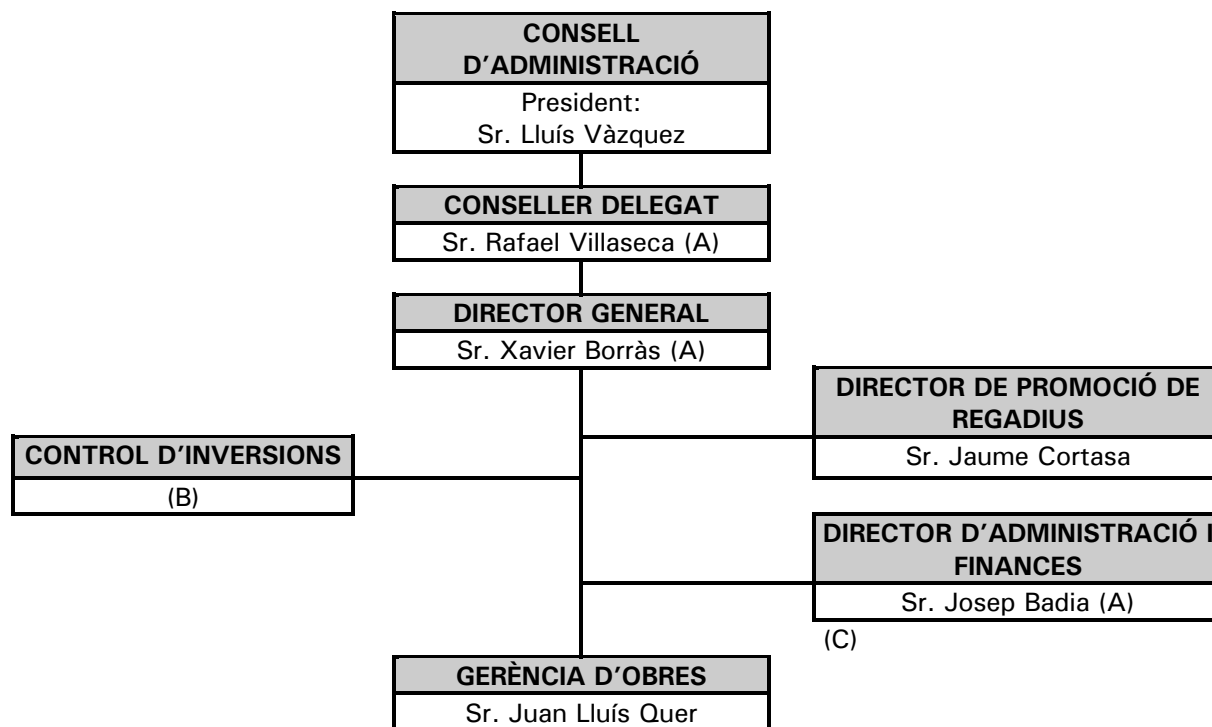 CONSELL
D'ADMINISTRACIÓ
President:
Sr. Lluís Vàzquez
CONSELLER DELEGAT
Sr. Rafael Villaseca (A)
DIRECTOR GENERAL
Sr. Xavier Borràs (A)
DIRECTOR DE PROMOCIÓ DE
REGADIUS
Sr. Jaume Cortasa
CONTROL D'INVERSIONS
(B)
DIRECTOR D'ADMINISTRACIÓ I
FINANCES
Sr. Josep Badia (A)
(C)
GERÈNCIA D'OBRES
Sr. Juan Lluís Quer